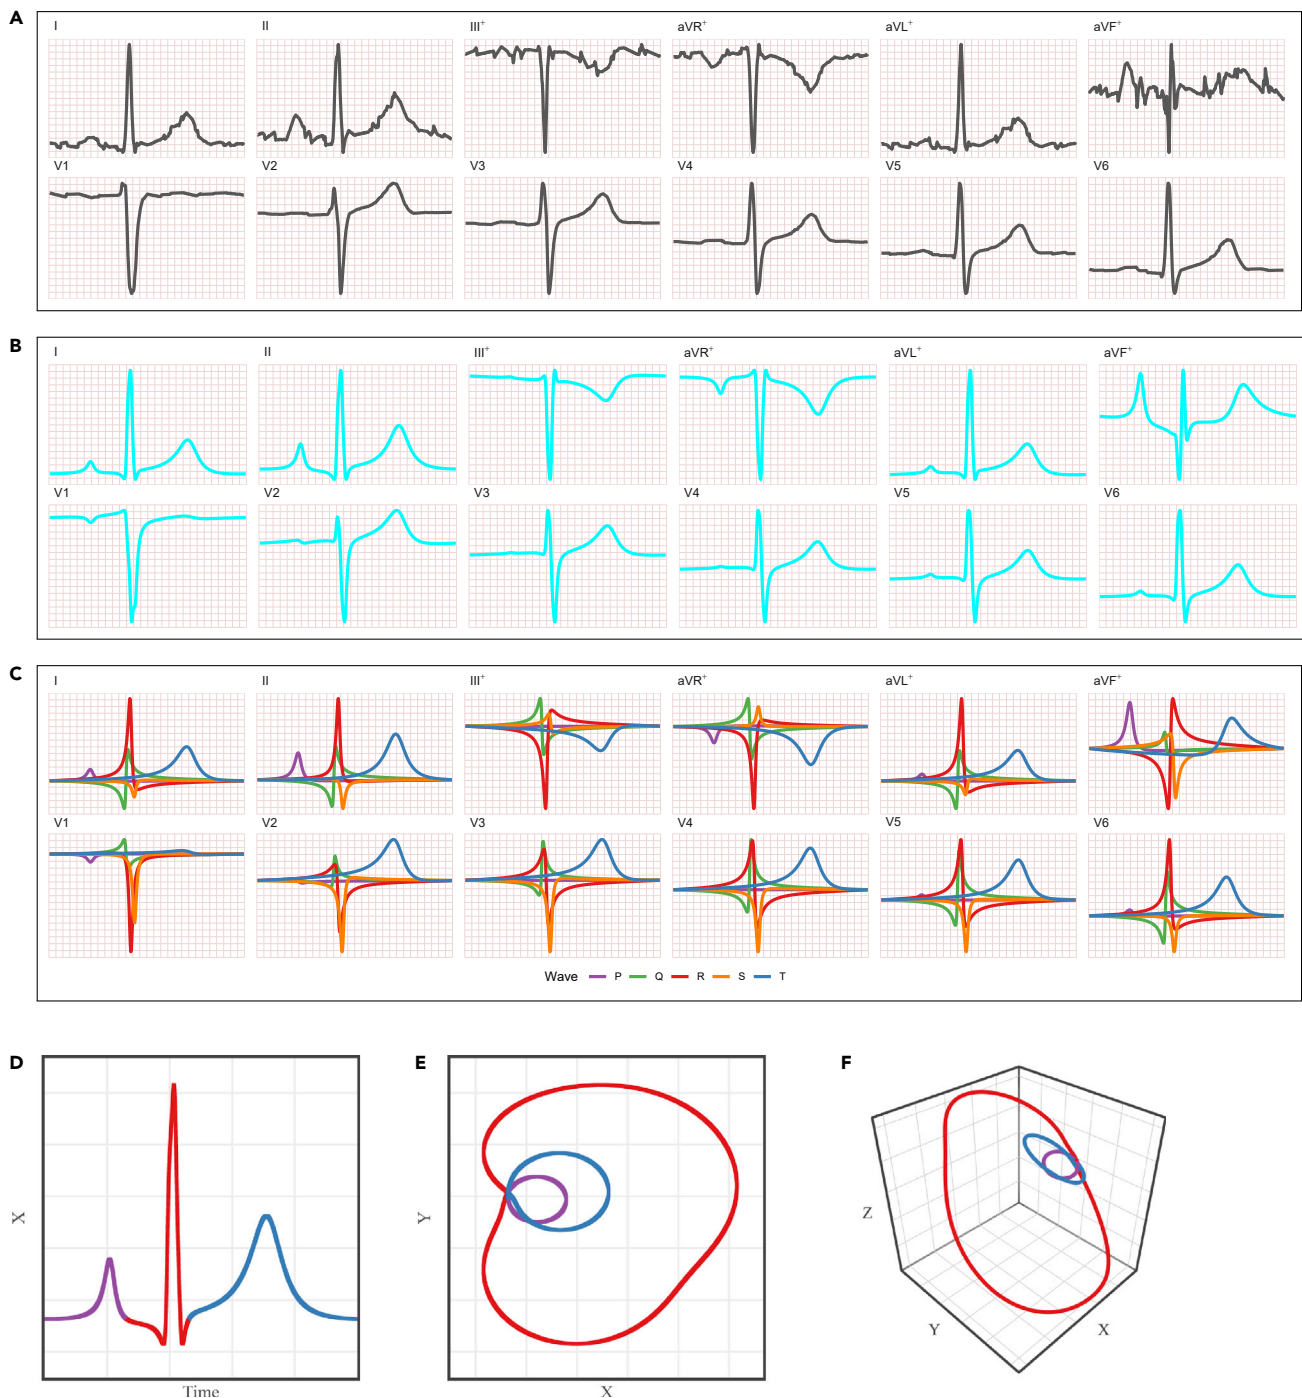 A
I II III+ aVR+ aVL+ aVF+
V1 V2 V3 V4 V5 V6
B
I II III+ aVR+ aVL+ aVF+
V1 V2 V3 V4 V5 V6
C
I II III+ aVR+ aVL+ aVF+
V1 V2 V3 V4 V5 V6
Wave P Q R S T
D E F
X Y Z
Y X
Time X